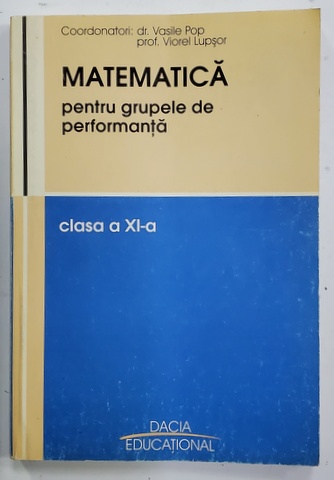 Coordonatori: dr. Vasile Pop
prof. Viorel Lupșor
MATEMATICĂ
pentru grupele de
performanță
clasa a XI-a
DACIA
EDUCAȚIONAL